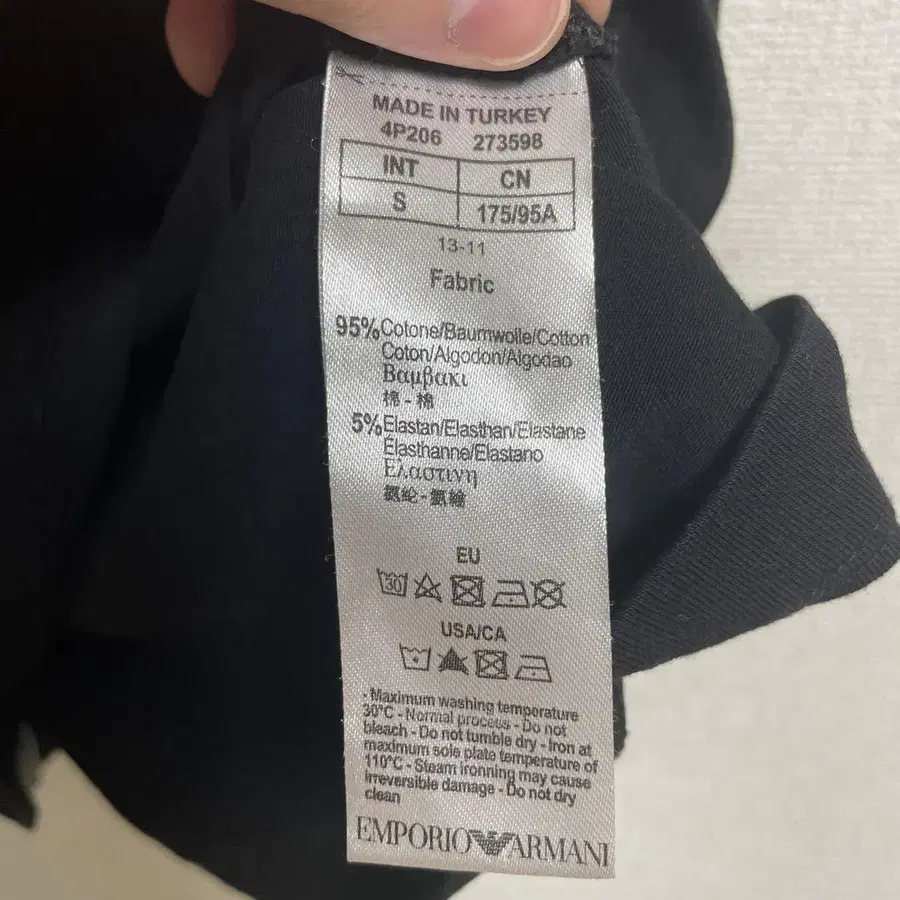 MADE IN TURKEY
4P206 273598
INT CN
S 175/95A
13-11
Fabric
95% Cotone/Baumwolle/Cotton
Coton/Algodon/Algodao
Βαμβακι
棉 - 棉
5% Elastan/Elasthan/Elastane
Élasthanne/Elastano
Ελαστινη
氨纶 - 氨綸
EU
30
USA/CA
- Maximum washing temperature
30°C - Normal process - Do not
bleach - Do not tumble dry - Iron at
maximum sole plate temperature of
110°C - Steam ironning may cause
irreversible damage - Do not dry
clean
EMPORIO ARMANI